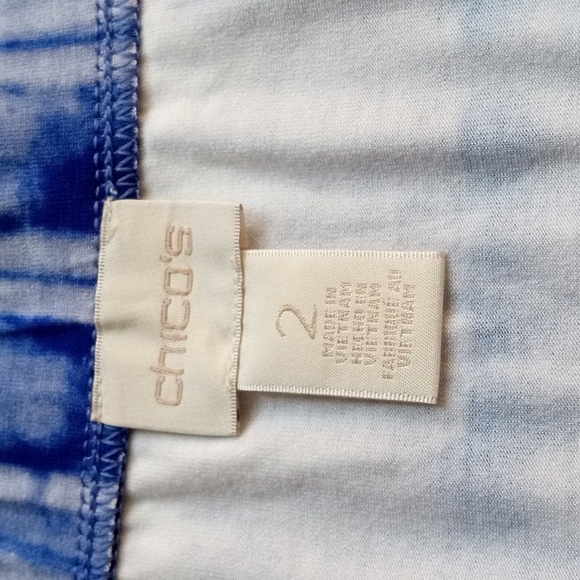 chico's
2
MADE IN
VIETNAM
HECHO EN
VIETNAM
FABRIQUÉ AU
VIETNAM